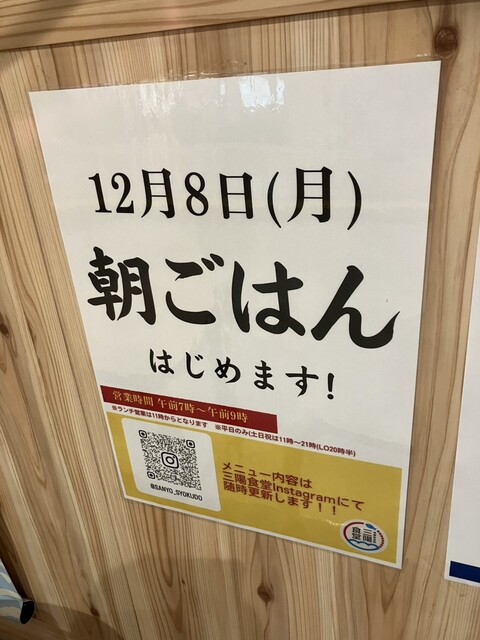 12月8日(月)
朝ごはん
はじめます!
営業時間 午前7時～午前9時
※ランチ営業は11時からとなります ※平日のみ(土日祝は11時～21時(LO20時半)
@SANYO_SYOKUDO
メニュー内容は
三陽食堂Instagramにて
随時更新します!!
三陽
食堂